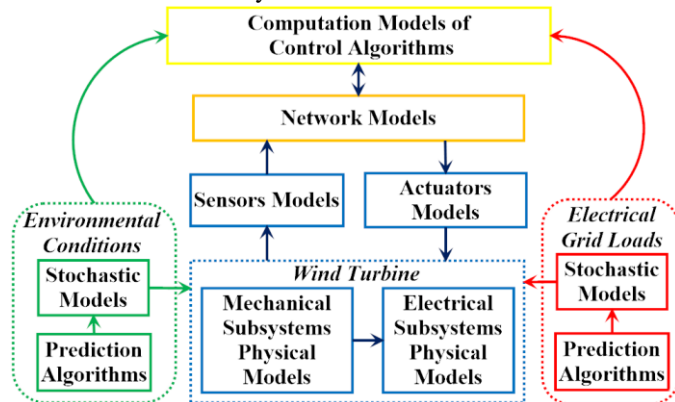 Computation Models of
Control Algorithms
Network Models
Sensors Models
Actuators
Models
Environmental
Conditions
Electrical
Grid Loads
Wind Turbine
Stochastic
Models
Mechanical
Subsystems
Physical
Models
Electrical
Subsystems
Physical
Models
Stochastic
Models
Prediction
Algorithms
Prediction
Algorithms